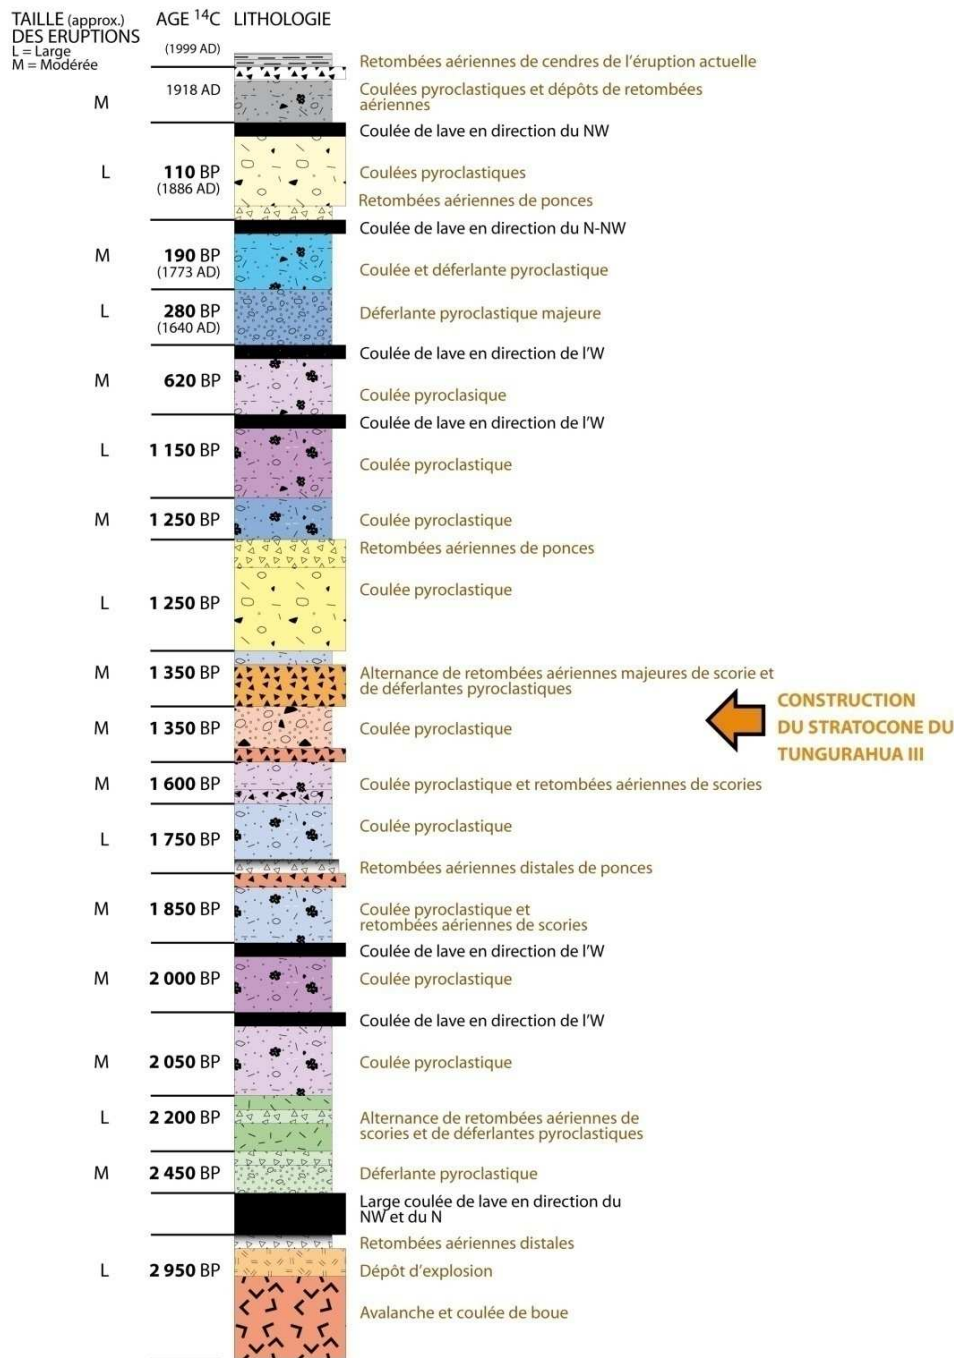 TAILLE (approx.)
DES ERUPTIONS
L = Large
M = Modérée
AGE 14C
LITHOLOGIE
(1999 AD)
Retombées aériennes de cendres de l'éruption actuelle
M
1918 AD
Coulées pyroclastiques et dépôts de retombées
aériennes
Coulée de lave en direction du NW
L
110 BP
(1886 AD)
Coulées pyroclastiques
Retombées aériennes de ponces
Coulée de lave en direction du N-NW
M
190 BP
(1773 AD)
Coulée et déferlante pyroclastique
L
280 BP
(1640 AD)
Déferlante pyroclastique majeure
Coulée de lave en direction de l'W
M
620 BP
Coulée pyroclasique
Coulée de lave en direction de l'W
L
1 150 BP
Coulée pyroclastique
M
1 250 BP
Coulée pyroclastique
Retombées aériennes de ponces
L
1 250 BP
Coulée pyroclastique
M
1 350 BP
Alternance de retombées aériennes majeures de scorie et
de déferlantes pyroclastiques
M
1 350 BP
Coulée pyroclastique
CONSTRUCTION
DU STRATOCONE DU
TUNGURAHUA III
M
1 600 BP
Coulée pyroclastique et retombées aériennes de scories
L
1 750 BP
Coulée pyroclastique
Retombées aériennes distales de ponces
M
1 850 BP
Coulée pyroclastique et
retombées aériennes de scories
Coulée de lave en direction de l'W
M
2 000 BP
Coulée pyroclastique
Coulée de lave en direction de l'W
M
2 050 BP
Coulée pyroclastique
L
2 200 BP
Alternance de retombées aériennes de
scories et de déferlantes pyroclastiques
M
2 450 BP
Déferlante pyroclastique
Large coulée de lave en direction du
NW et du N
Retombées aériennes distales
L
2 950 BP
Dépôt d'explosion
Avalanche et coulée de boue